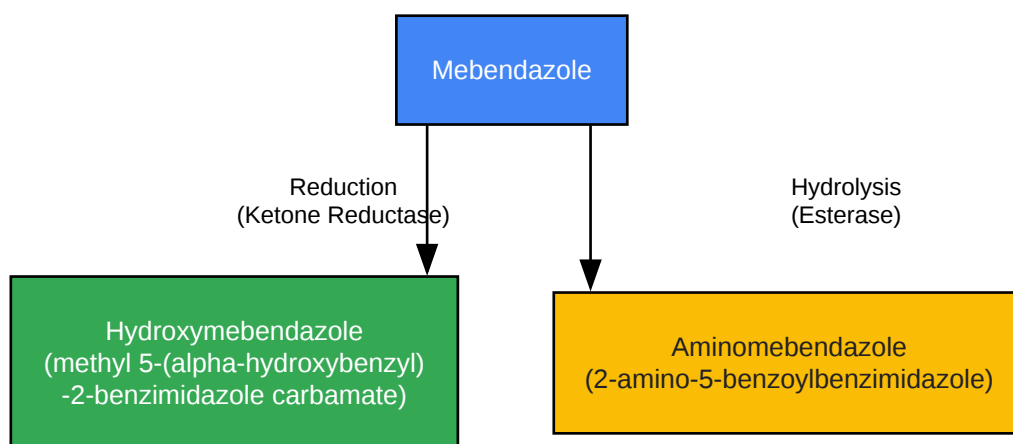 Mebendazole
Reduction
(Ketone Reductase)
Hydrolysis
(Esterase)
Hydroxymebendazole
(methyl 5-(alpha-hydroxybenzyl)
-2-benzimidazole carbamate)
Aminomebendazole
(2-amino-5-benzoylbenzimidazole)